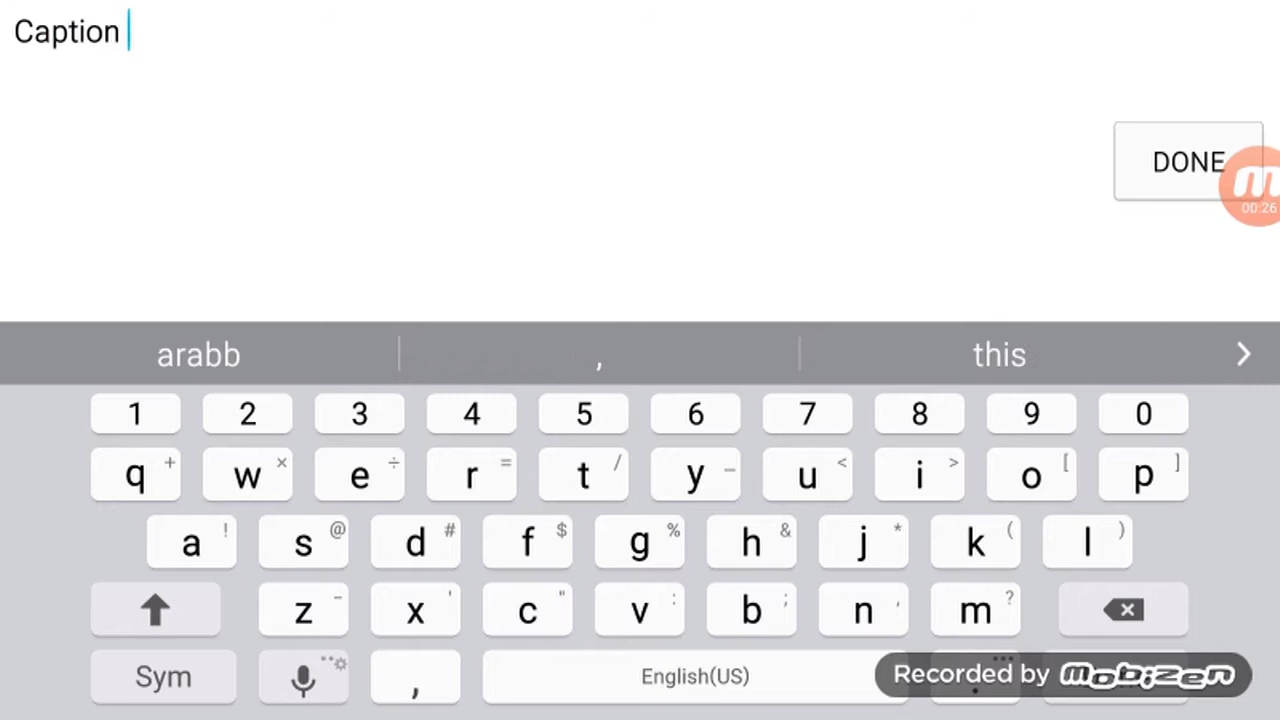 Caption
DONE
m
00:26
arabb , this
1 2 3 4 5 6 7 8 9 0
q + w × e ÷ r = t / y _ u < i > o [ p ]
a ! s @ d # f $ g % h & j * k ( l )
z - x ' c " v : b ; n , m ?
Sym , English(US) .
Recorded by mobizen